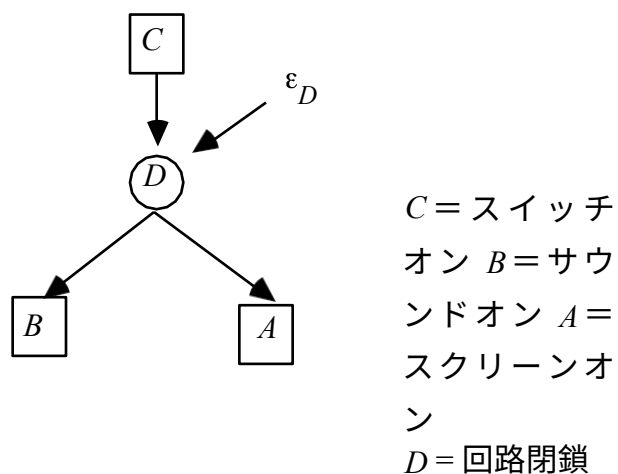 C
ε_D
D
B
A
C＝スイッチ
オン B＝サウ
ンドオン A＝
スクリーンオ
ン
D = 回路閉鎖